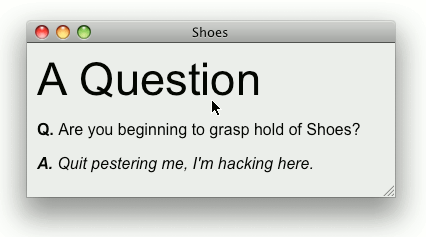 Shoes
A Question
Q. Are you beginning to grasp hold of Shoes?
A. Quit pestering me, I'm hacking here.